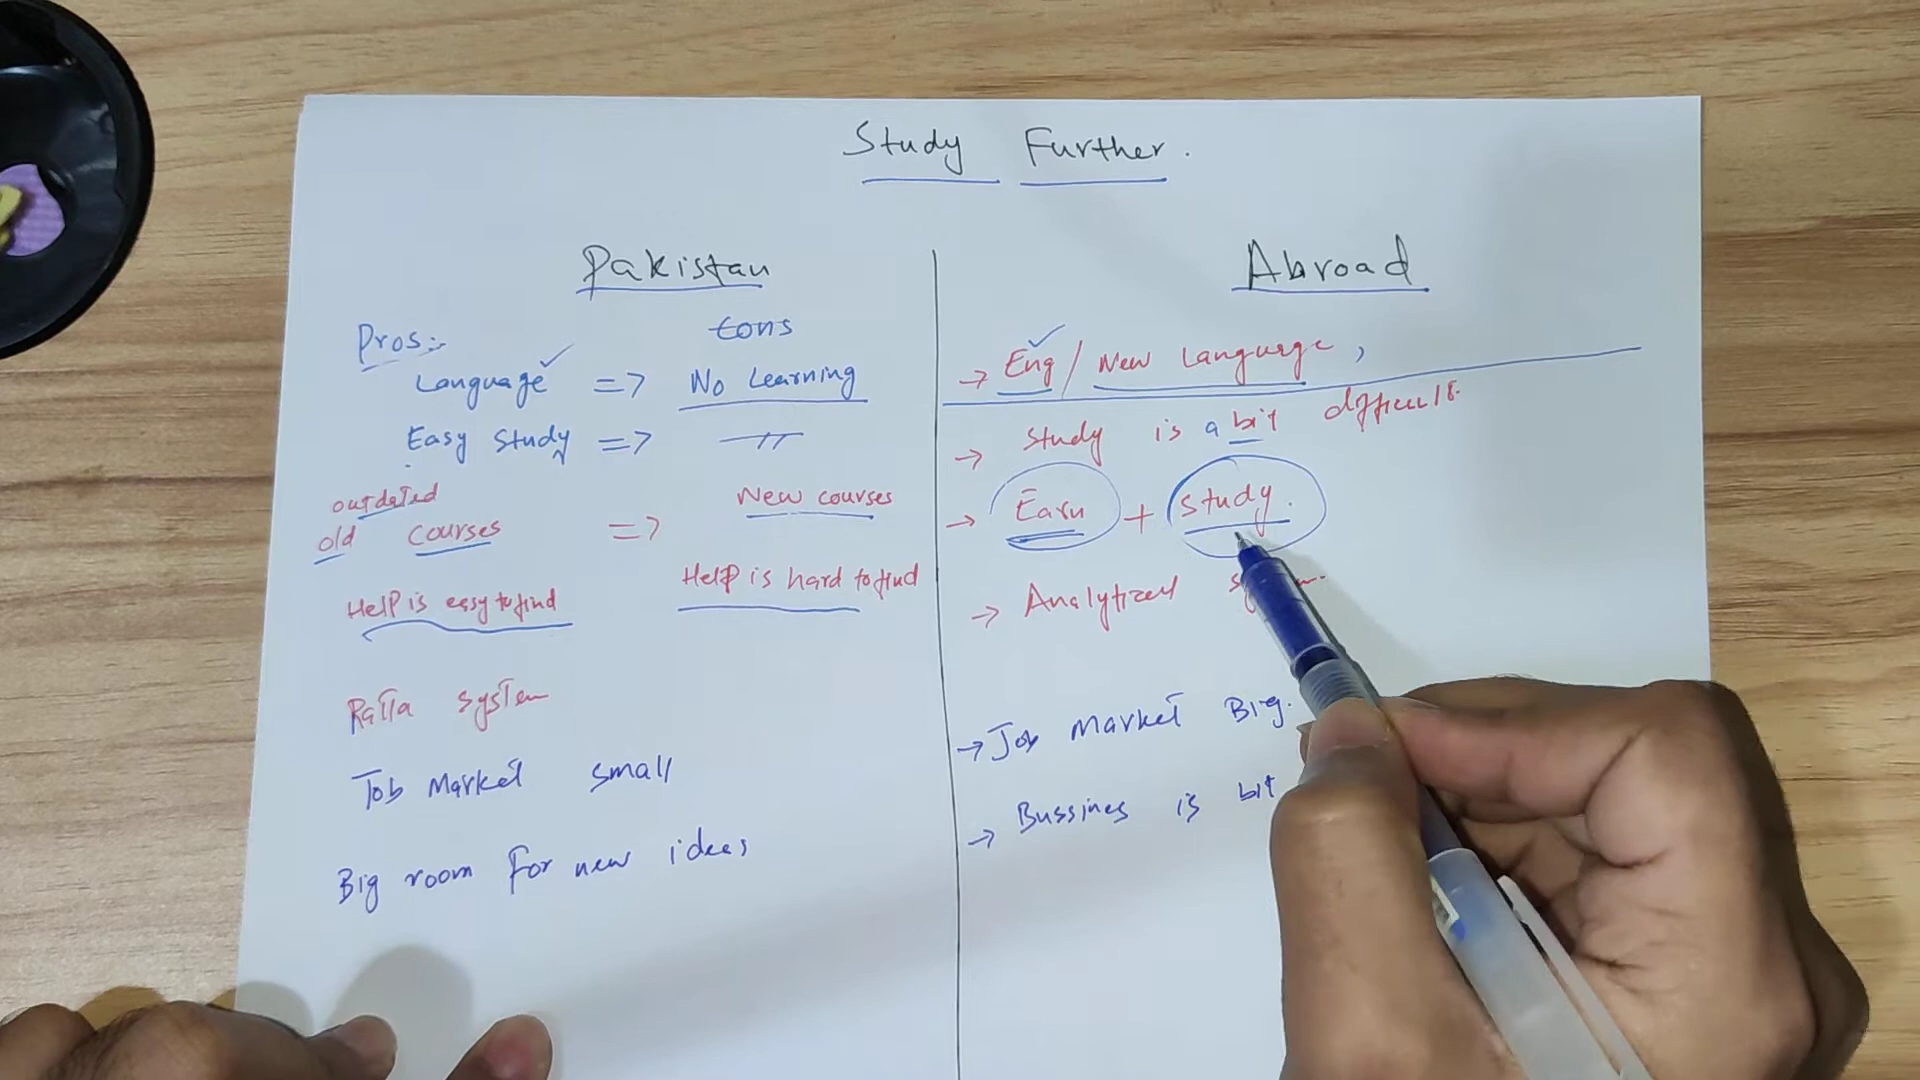 Study Further.
Pakistan
Pros:-
Cons
Language ✓ => No Learning
Easy Study => —"—
outdated
old courses => New courses
Help is easy to find
Help is hard to find
Ratta system
Job Market small
Big room for new idees
Abroad
→ Eng / New Language,
→ Study is a bit difficult.
→ Earn + Study.
→ Analytical
→ Job Market Big.
→ Bussines is bit